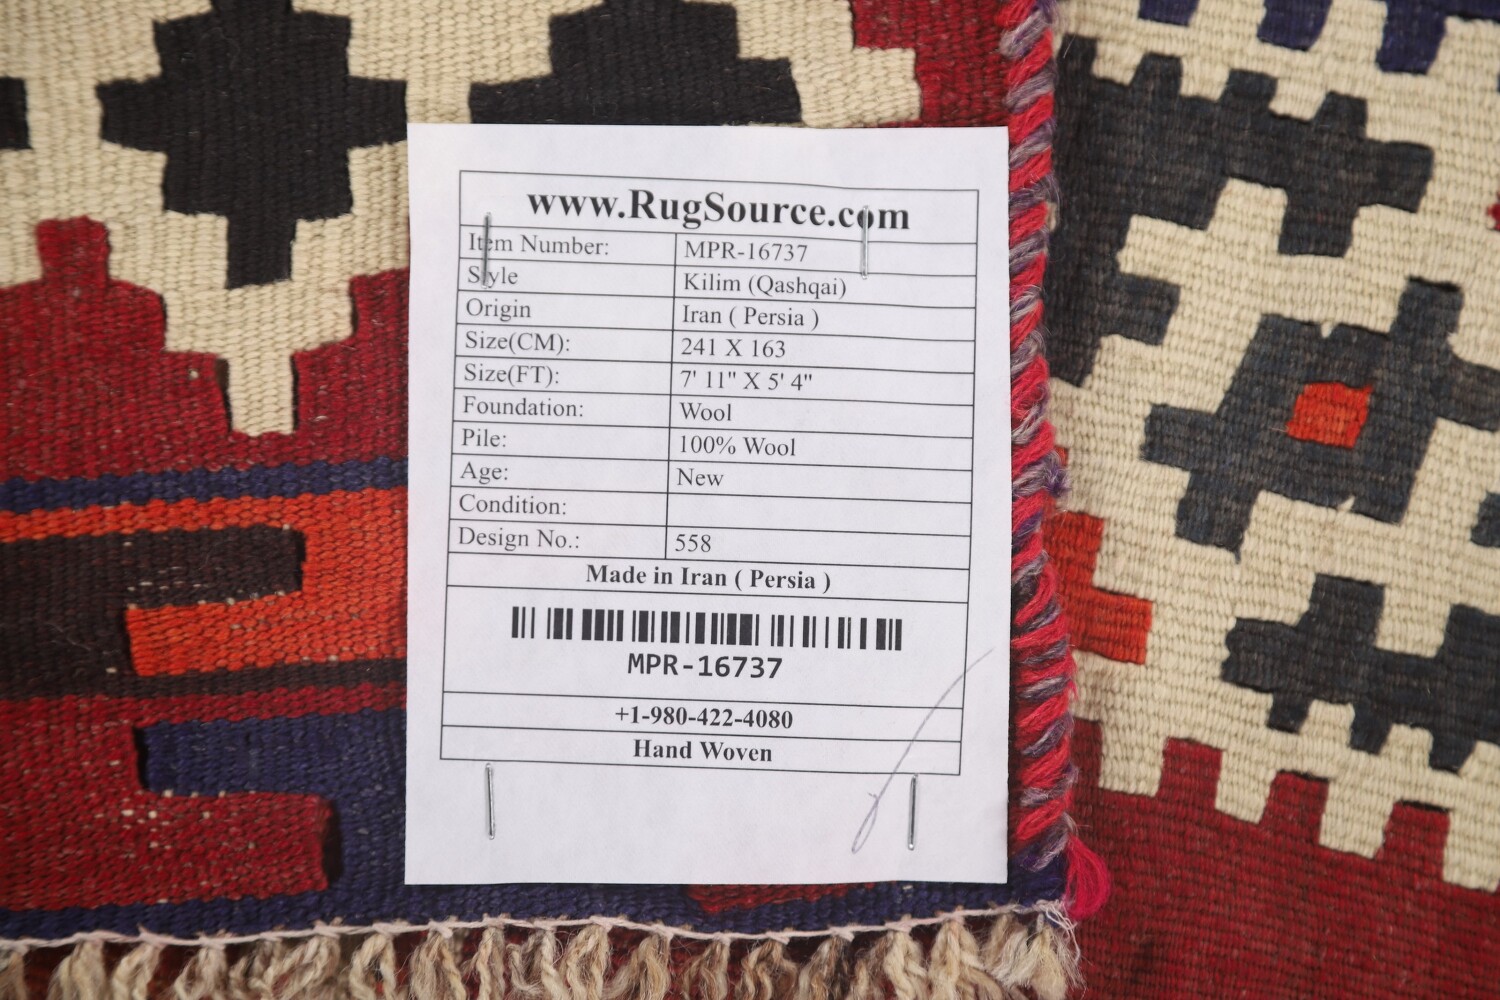 www.RugSource.com
Item Number: MPR-16737
Style Kilim (Qashqai)
Origin Iran ( Persia )
Size(CM): 241 X 163
Size(FT): 7' 11" X 5' 4"
Foundation: Wool
Pile: 100% Wool
Age: New
Condition:
Design No.: 558
Made in Iran ( Persia )
MPR-16737
+1-980-422-4080
Hand Woven